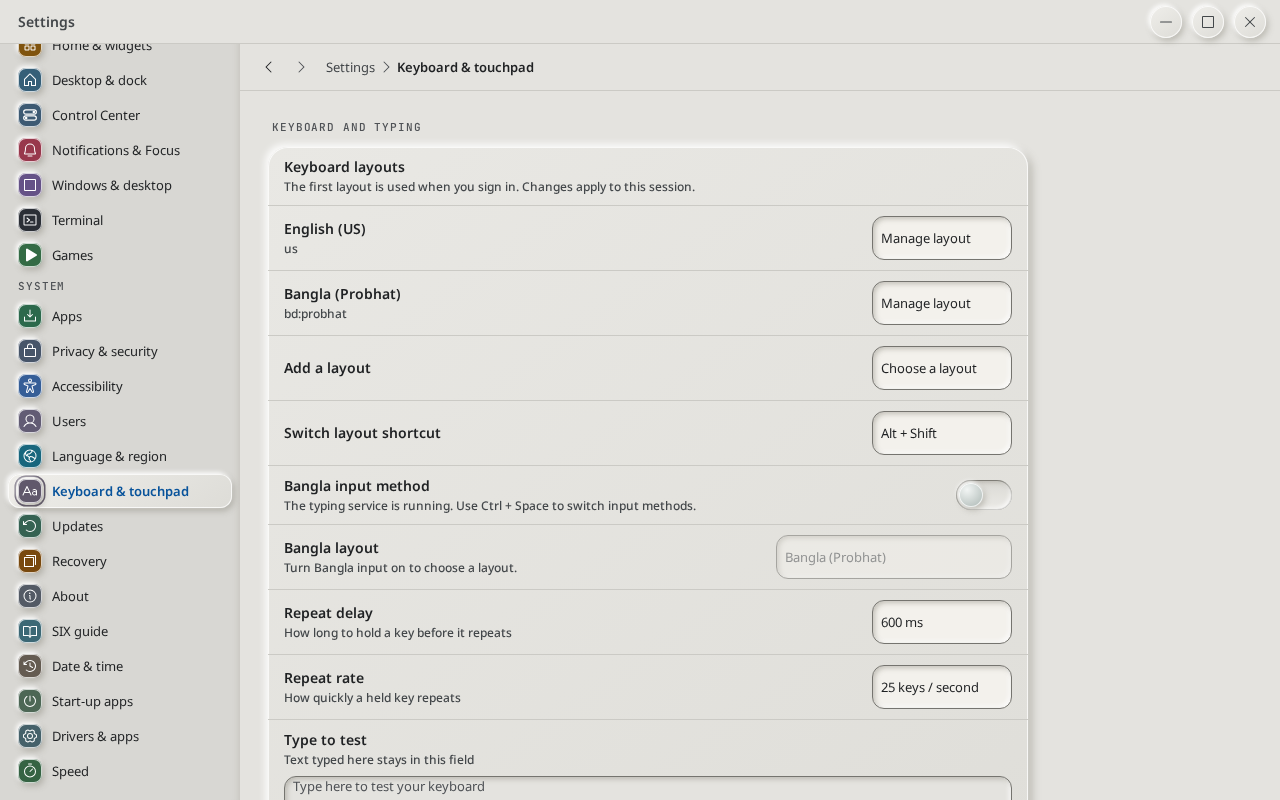 Settings
Home & widgets
Desktop & dock
Control Center
Notifications & Focus
Windows & desktop
Terminal
Games
SYSTEM
Apps
Privacy & security
Accessibility
Users
Language & region
Aa
Keyboard & touchpad
Updates
Recovery
About
SIX guide
Date & time
Start-up apps
Drivers & apps
Speed
Settings
Keyboard & touchpad
KEYBOARD AND TYPING
Keyboard layouts
The first layout is used when you sign in. Changes apply to this session.
English (US)
us
Manage layout
Bangla (Probhat)
bd:probhat
Manage layout
Add a layout
Choose a layout
Switch layout shortcut
Alt + Shift
Bangla input method
The typing service is running. Use Ctrl + Space to switch input methods.
Bangla layout
Turn Bangla input on to choose a layout.
Bangla (Probhat)
Repeat delay
How long to hold a key before it repeats
600 ms
Repeat rate
How quickly a held key repeats
25 keys / second
Type to test
Text typed here stays in this field
Type here to test your keyboard